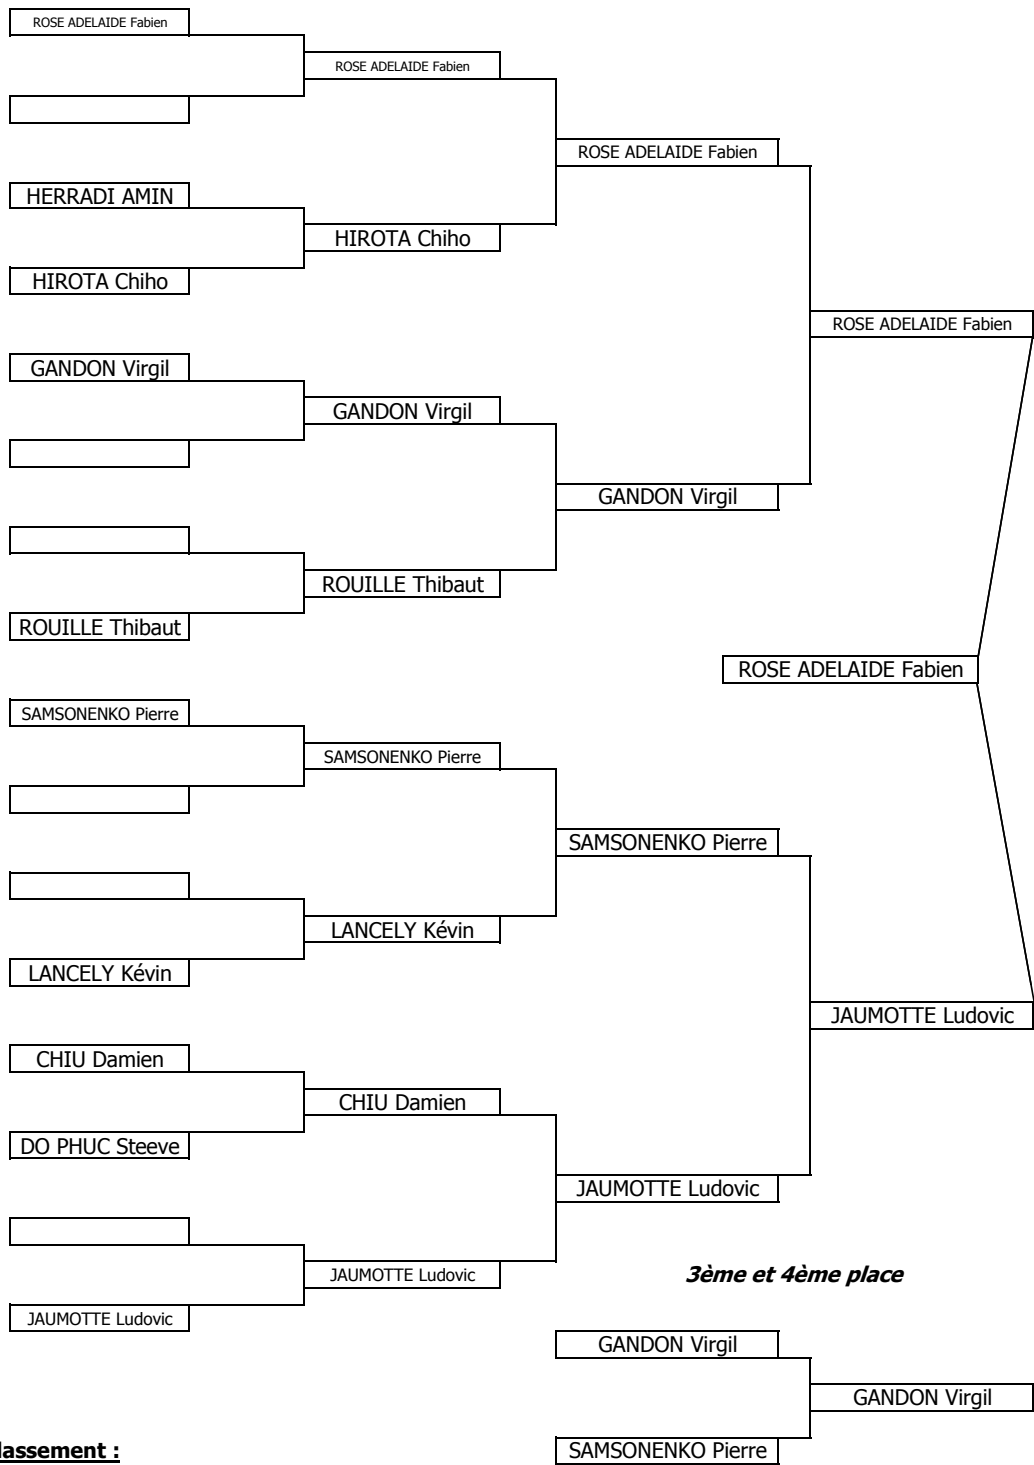 ROSE ADELAIDE Fabien
ROSE ADELAIDE Fabien
ROSE ADELAIDE Fabien
HERRADI AMIN
HIROTA Chiho
HIROTA Chiho
ROSE ADELAIDE Fabien
GANDON Virgil
GANDON Virgil
GANDON Virgil
ROUILLE Thibaut
ROUILLE Thibaut
ROSE ADELAIDE Fabien
SAMSONENKO Pierre
SAMSONENKO Pierre
SAMSONENKO Pierre
LANCELY Kévin
LANCELY Kévin
JAUMOTTE Ludovic
CHIU Damien
CHIU Damien
DO PHUC Steeve
JAUMOTTE Ludovic
JAUMOTTE Ludovic
3ème et 4ème place
JAUMOTTE Ludovic
GANDON Virgil
GANDON Virgil
SAMSONENKO Pierre
lassement :